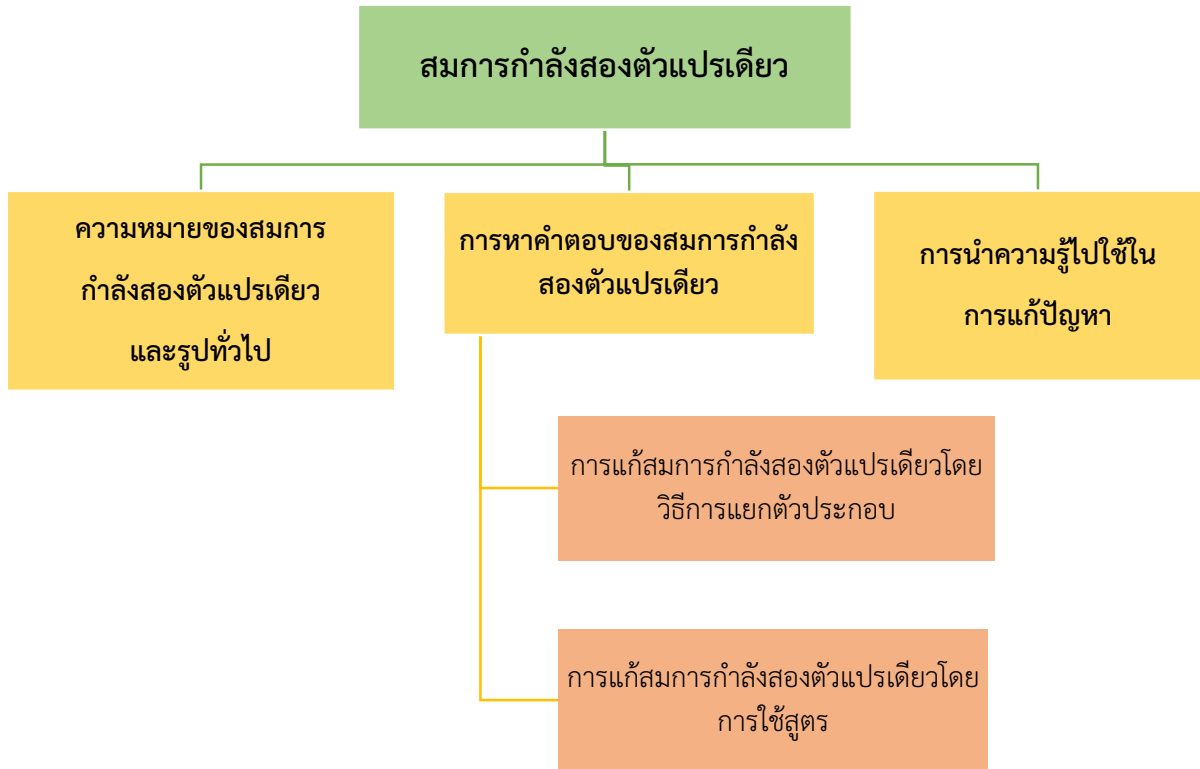 สมการกำลังสองตัวแปรเดียว
ความหมายของสมการ
กำลังสองตัวแปรเดียว
และรูปทั่วไป
การหาคำตอบของสมการกำลัง
สองตัวแปรเดียว
การนำความรู้ไปใช้ใน
การแก้ปัญหา
การแก้สมการกำลังสองตัวแปรเดียวโดย
วิธีการแยกตัวประกอบ
การแก้สมการกำลังสองตัวแปรเดียวโดย
การใช้สูตร